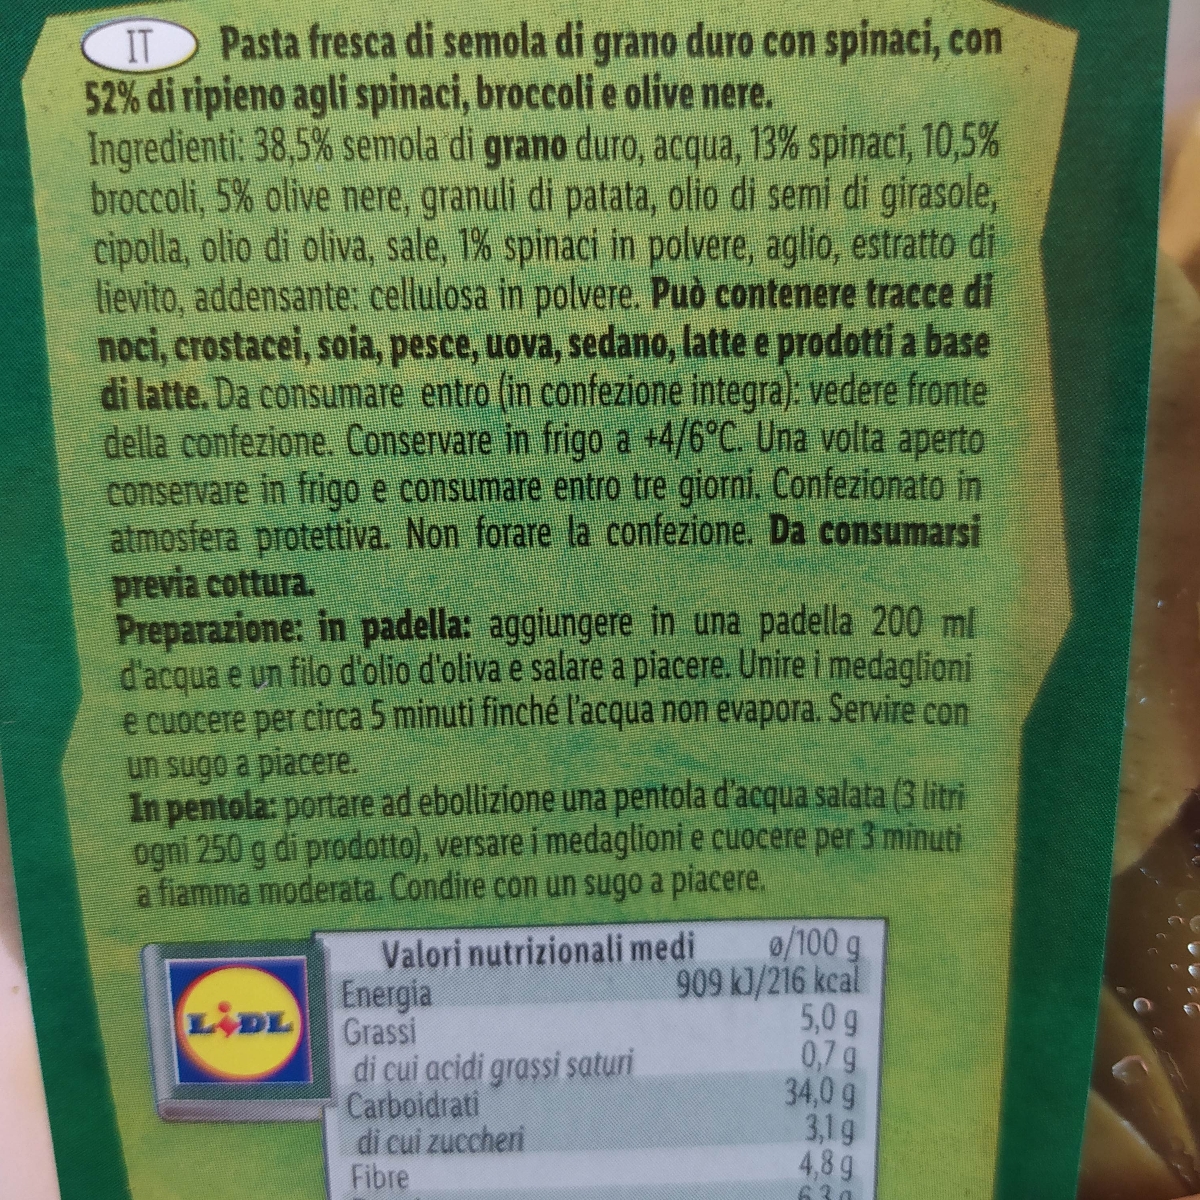 IT Pasta fresca di semola di grano duro con spinaci, con
52% di ripieno agli spinaci, broccoli e olive nere.
Ingredienti: 38,5% semola di grano duro, acqua, 13% spinaci, 10,5%
broccoli, 5% olive nere, granuli di patata, olio di semi di girasole,
cipolla, olio di oliva, sale, 1% spinaci in polvere, aglio, estratto di
lievito, addensante: cellulosa in polvere. Può contenere tracce di
noci, crostacei, soia, pesce, uova, sedano, latte e prodotti a base
di latte. Da consumare entro (in confezione integra): vedere fronte
della confezione. Conservare in frigo a +4/6°C. Una volta aperto
conservare in frigo e consumare entro tre giorni. Confezionato in
atmosfera protettiva. Non forare la confezione. Da consumarsi
previa cottura.
Preparazione: in padella: aggiungere in una padella 200 ml
d'acqua e un filo d'olio d'oliva e salare a piacere. Unire i medaglioni
e cuocere per circa 5 minuti finché l'acqua non evapora. Servire con
un sugo a piacere.
In pentola: portare ad ebollizione una pentola d'acqua salata (3 litri
ogni 250 g di prodotto), versare i medaglioni e cuocere per 3 minuti
a fiamma moderata. Condire con un sugo a piacere.
LIDL
Valori nutrizionali medi ø/100 g
Energia 909 kJ/216 kcal
Grassi 5,0 g
di cui acidi grassi saturi 0,7 g
Carboidrati 34,0 g
di cui zuccheri 3,1 g
Fibre 4,8 g